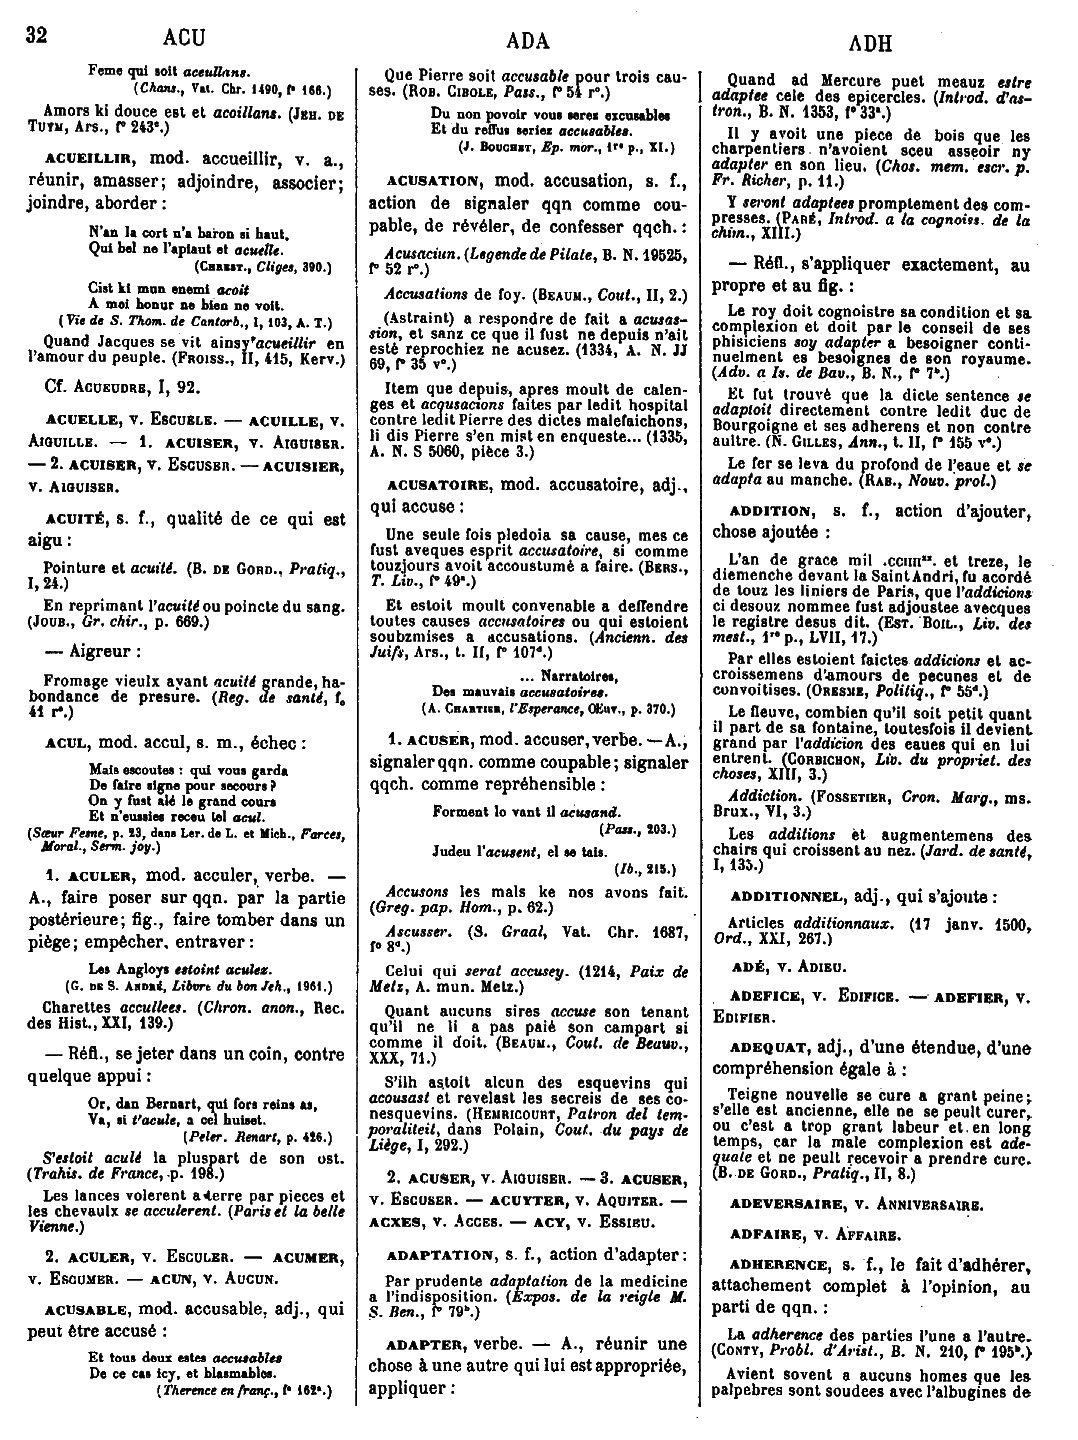 32
ACU
ADA
ADH
Feme qui soit aceullans.
(Chans., Vat. Chr. 1490, f° 166.)
Amors ki douce est et acoillans. (JEH. DE
TUIM, Ars., f° 243ª.)
ACUEILLIR, mod. accueillir, v. a.,
réunir, amasser; adjoindre, associer;
joindre, aborder :
N'an la cort n'a baron si haut,
Qui bel ne l'aplaut et acuelle.
(CHREST., Cliges, 390.)
Cist ki mun enemi acoit
A moi honur ne bien ne voit.
(Vie de S. Thom. de Cantorb., I, 103, A. T.)
Quand Jacques se vit ainsy acueillir en
l'amour du peuple. (FROISS., II, 415, Kerv.)
Cf. ACUEUDRE, I, 92.
ACUELLE, v. ESCUELE. — ACUILLE, v.
AIGUILLE. — 1. ACUISER, v. AIGUISER.
— 2. ACUISER, v. ESCUSER. — ACUISIER,
v. AIGUISER.
ACUITÉ, s. f., qualité de ce qui est
aigu :
Pointure et acuité. (B. DE GORD., Pratiq.,
I, 24.)
En reprimant l'acuité ou poincte du sang.
(JOUB., Gr. chir., p. 669.)
— Aigreur :
Fromage vieulx ayant acuité grande, ha-
bondance de presure. (Reg. de santé, f°
41 r°.)
ACUL, mod. accul, s. m., échec :
Mais escoutes : qui vous garda
De faire signe pour secours?
On y fust alé le grand cours
Et n'eussies receu tel acul.
(Sœur Feme, p. 23, dans Ler. de L. et Mich., Farces,
Moral., Serm. joy.)
1. ACULER, mod. acculer, verbe. —
A., faire poser sur qqn. par la partie
postérieure; fig., faire tomber dans un
piège; empêcher, entraver :
Les Angloys estoint aculez.
(G. DE S. ANDRÉ, Libvre du bon Jeh., 1961.)
Charettes accullees. (Chron. anon., Rec.
des Hist., XXI, 139.)
— Réfl., se jeter dans un coin, contre
quelque appui :
Or, dan Bernart, qui fors reins as,
Va, si t'acule, a cel huiset.
(Peler. Renart, p. 426.)
S'estoit aculé la pluspart de son ost.
(Trahis. de France, p. 198.)
Les lances volerent a terre par pieces et
les chevaulx se acculerent. (Paris et la belle
Vienne.)
2. ACULER, v. ESCULER. — ACUMER,
v. ESCUMER. — ACUN, v. AUCUN.
ACUSABLE, mod. accusable, adj., qui
peut être accusé :
Et tous deux estes accusables
De ce cas icy, et blasmables.
(Therence en franç., f° 162ª.)
Que Pierre soit accusable pour trois cau-
ses. (ROB. CIBOLE, Pass., f° 54 r°.)
Du non povoir vous seres excusables
Et du reffus seriez accusables.
(J. BOUCHET, Ep. mor., 1re p., XI.)
ACUSATION, mod. accusation, s. f.,
action de signaler qqn comme cou-
pable, de révéler, de confesser qqch. :
Acusaciun. (Legende de Pilate, B. N. 19525,
f° 52 r°.)
Accusations de foy. (BEAUM., Cout., II, 2.)
(Astraint) a respondre de fait a acusas-
sion, et sanz ce que il fust ne depuis n'ait
esté reprochiez ne acusez. (1334, A. N. JJ
69, f° 35 v°.)
Item que depuis, apres moult de calen-
ges et acqusacions faites par ledit hospital
contre ledit Pierre des dictes malefaichons,
li dis Pierre s'en mist en enqueste... (1335,
A. N. S 5060, pièce 3.)
ACUSATOIRE, mod. accusatoire, adj.,
qui accuse :
Une seule fois pledoia sa cause, mes ce
fust aveques esprit accusatoire, si comme
touzjours avoit accoustumé a faire. (BERS.,
T. Liv., f° 49ª.)
Et estoit moult convenable a deffendre
toutes causes accusatoires ou qui estoient
soubzmises a accusations. (Ancienn. des
Juifs, Ars., t. II, f° 107ᵈ.)
... Narratoires,
Des mauvais accusatoires.
(A. CHARTIER, l'Esperance, Œuv., p. 370.)
1. ACUSER, mod. accuser, verbe. — A.,
signaler qqn. comme coupable; signaler
qqch. comme repréhensible :
Forment lo vant il acusand.
(Pass., 203.)
Judeu l'acusent, el se tais.
(Ib., 215.)
Accusons les mals ke nos avons fait.
(Greg. pap. Hom., p. 62.)
Ascusser. (S. Graal, Vat. Chr. 1687,
f° 8ᵈ.)
Celui qui serat accusey. (1214, Paix de
Metz, A. mun. Metz.)
Quant aucuns sires accuse son tenant
qu'il ne li a pas paié son campart si
comme il doit. (BEAUM., Cout. de Beauv.,
XXX, 71.)
S'ilh astoit alcun des esquevins qui
acousast et revelast les secreis de ses co-
nesquevins. (HEMRICOURT, Patron del tem-
poraliteit, dans Polain, Cout. du pays de
Liège, I, 292.)
2. ACUSER, v. AIGUISER. — 3. ACUSER,
v. ESCUSER. — ACUYTER, v. AQUITER. —
ACXES, v. ACCES. — ACY, v. ESSIEU.
ADAPTATION, s. f., action d'adapter :
Par prudente adaptation de la medicine
a l'indisposition. (Expos. de la reigle M.
S. Ben., f° 79ᵇ.)
ADAPTER, verbe. — A., réunir une
chose à une autre qui lui est appropriée,
appliquer :
Quand ad Mercure puet meauz estre
adaptee cele des epicercles. (Introd. d'as-
tron., B. N. 1353, f° 33ª.)
Il y avoit une piece de bois que les
charpentiers n'avoient sceu asseoir ny
adapter en son lieu. (Chos. mem. escr. p.
Fr. Richer, p. 11.)
Y seront adaptees promptement des com-
presses. (PARÉ, Introd. a la cognoiss. de la
chim., XIII.)
— Réfl., s'appliquer exactement, au
propre et au fig. :
Le roy doit cognoistre sa condition et sa
complexion et doit par le conseil de ses
phisiciens soy adapter a besoigner conti-
nuelment es besoignes de son royaume.
(Adv. a Is. de Bav., B. N., f° 7ᵇ.)
Et fut trouvé que la dicte sentence se
adaptoit directement contre ledit duc de
Bourgoigne et ses adherens et non contre
aultre. (N. GILLES, Ann., t. II, f° 155 v°.)
Le fer se leva du profond de l'eaue et se
adapta au manche. (RAB., Nouv. prol.)
ADDITION, s. f., action d'ajouter,
chose ajoutée :
L'an de grace mil .CCIIIIˣˣ. et treze, le
diemenche devant la Saint Andri, fu acordé
de touz les liniers de Paris, que l'addicions
ci desouz nommee fust adjoustee avecques
le registre desus dit. (EST. BOIL., Liv. des
mest., 1re p., LVII, 17.)
Par elles estoient faictes addicions et ac-
croissemens d'amours de pecunes et de
convoitises. (ORESME, Politiq., f° 55ᵈ.)
Le fleuve, combien qu'il soit petit quant
il part de sa fontaine, toutesfois il devient
grand par l'addicion des eaues qui en lui
entrent. (CORBICHON, Liv. du propriet. des
choses, XIII, 3.)
Addiction. (FOSSETIER, Cron. Marg., ms.
Brux., VI, 3.)
Les additions et augmentemens des
chairs qui croissent au nez. (Jard. de santé,
I, 135.)
ADDITIONNEL, adj., qui s'ajoute :
Articles additionnaux. (17 janv. 1500,
Ord., XXI, 267.)
ADÉ, v. ADIEU.
ADEFICE, v. EDIFICE. — ADEFIER, v.
EDIFIER.
ADEQUAT, adj., d'une étendue, d'une
compréhension égale à :
Teigne nouvelle se cure a grant peine;
s'elle est ancienne, elle ne se peult curer,
ou c'est a trop grant labeur et en long
temps, car la male complexion est ade-
quale et ne peult recevoir a prendre cure.
(B. DE GORD., Pratiq., II, 8.)
ADEVERSAIRE, v. ANNIVERSAIRE.
ADFAIRE, v. AFFAIRE.
ADHERENCE, s. f., le fait d'adhérer,
attachement complet à l'opinion, au
parti de qqn. :
La adherence des parties l'une a l'autre.
(CONTY, Probl. d'Arist., B. N. 210, f° 195ᵇ.)
Avient sovent a aucuns homes que les
palpebres sont soudees avec l'albugines de